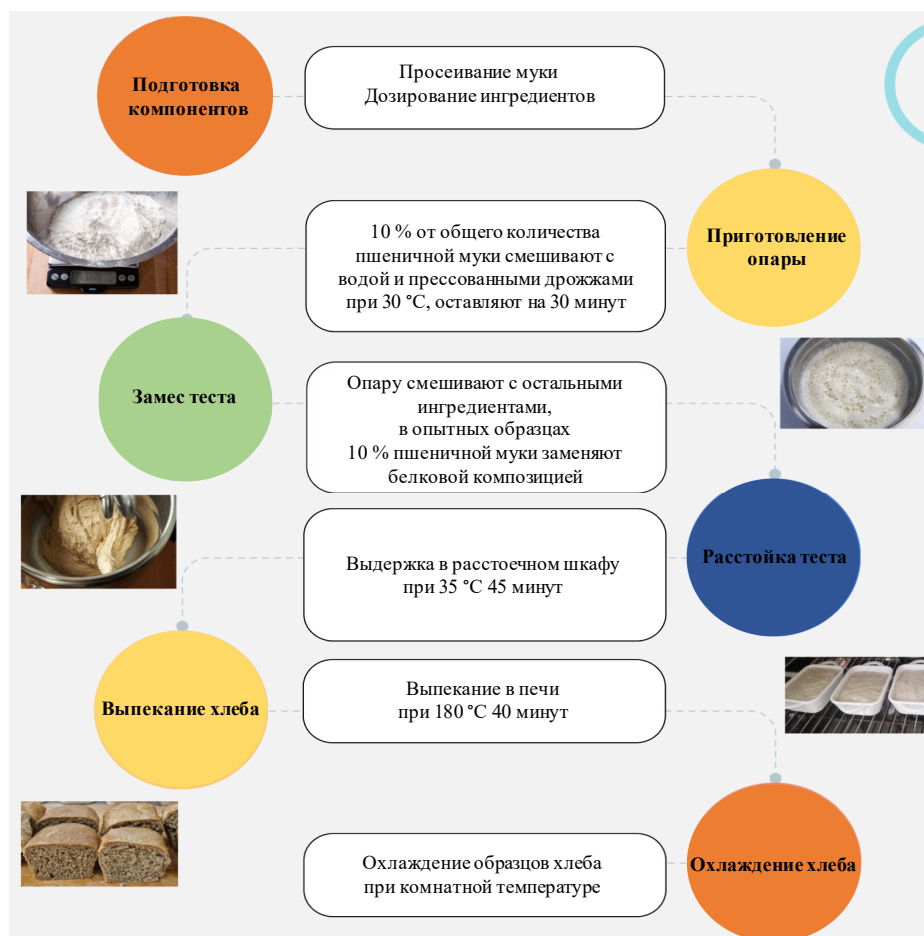 Подготовка
компонентов
Просеивание муки
Дозирование ингредиентов
Приготовление
опары
10 % от общего количества
пшеничной муки смешивают с
водой и прессованными дрожжами
при 30 °С, оставляют на 30 минут
Замес теста
Опару смешивают с остальными
ингредиентами,
в опытных образцах
10 % пшеничной муки заменяют
белковой композицией
Расстойка теста
Выдержка в расстоечном шкафу
при 35 °С 45 минут
Выпекание хлеба
Выпекание в печи
при 180 °С 40 минут
Охлаждение хлеба
Охлаждение образцов хлеба
при комнатной температуре